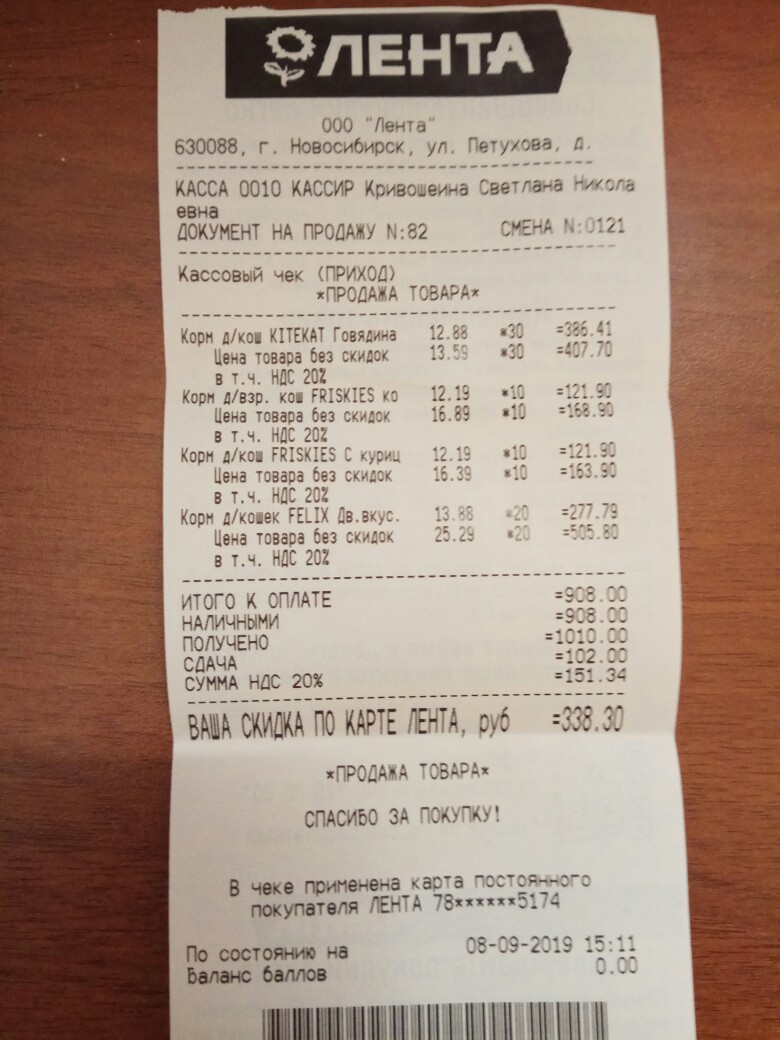 ЛЕНТА
ООО "Лента"
630088, г. Новосибирск, ул. Петухова, д.
КАССА 0010 КАССИР Кривошеина Светлана Никола
евна
ДОКУМЕНТ НА ПРОДАЖУ N:82 СМЕНА N:0121
Кассовый чек (ПРИХОД)
*ПРОДАЖА ТОВАРА*
Корм д/кош KITEKAT Говядина 12.88 *30 =386.41
Цена товара без скидок 13.59 *30 =407.70
в т.ч. НДС 20%
Корм д/взр. кош FRISKIES ко 12.19 *10 =121.90
Цена товара без скидок 16.89 *10 =168.90
в т.ч. НДС 20%
Корм д/кош FRISKIES С куриц 12.19 *10 =121.90
Цена товара без скидок 16.39 *10 =163.90
в т.ч. НДС 20%
Корм д/кошек FELIX Дв.вкус. 13.88 *20 =277.79
Цена товара без скидок 25.29 *20 =505.80
в т.ч. НДС 20%
ИТОГО К ОПЛАТЕ =908.00
НАЛИЧНЫМИ =908.00
ПОЛУЧЕНО =1010.00
СДАЧА =102.00
СУММА НДС 20% =151.34
ВАША СКИДКА ПО КАРТЕ ЛЕНТА, руб =338.30
*ПРОДАЖА ТОВАРА*
СПАСИБО ЗА ПОКУПКУ!
В чеке применена карта постоянного
покупателя ЛЕНТА 78******5174
По состоянию на 08-09-2019 15:11
Баланс баллов 0.00